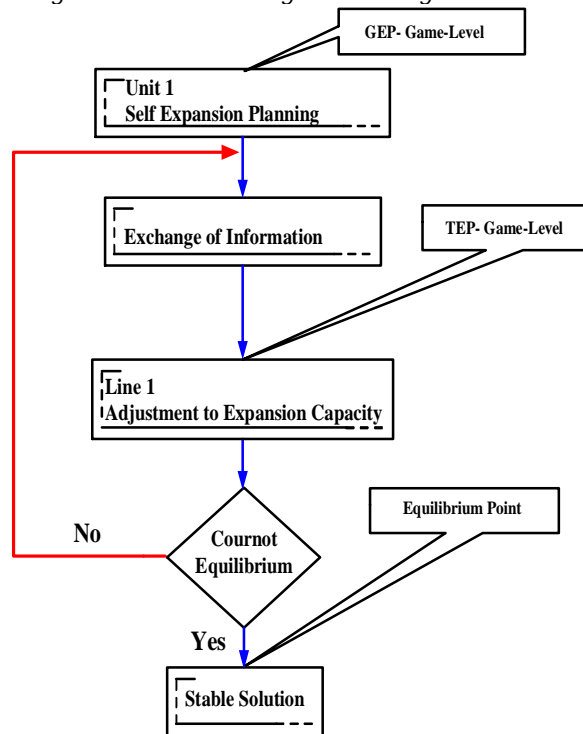 GEP- Game-Level
Unit 1
Self Expansion Planning
Exchange of Information
TEP- Game-Level
Line 1
Adjustment to Expansion Capacity
Equilibrium Point
No
Cournot
Equilibrium
Yes
Stable Solution